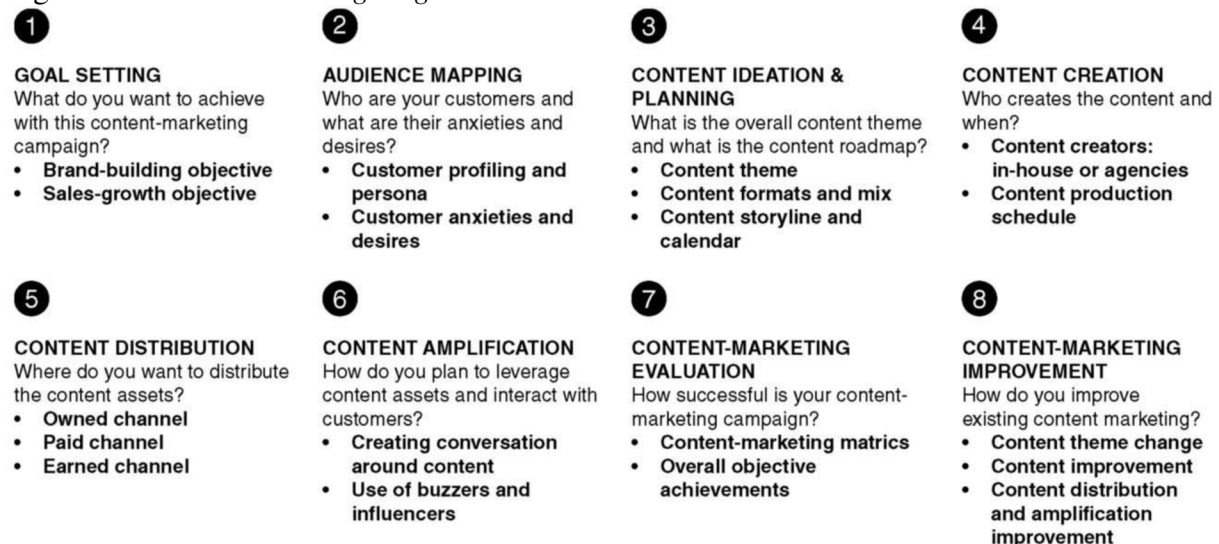 1
GOAL SETTING
What do you want to achieve
with this content-marketing
campaign?
• Brand-building objective
• Sales-growth objective
2
AUDIENCE MAPPING
Who are your customers and
what are their anxieties and
desires?
• Customer profiling and
persona
• Customer anxieties and
desires
3
CONTENT IDEATION &
PLANNING
What is the overall content theme
and what is the content roadmap?
• Content theme
• Content formats and mix
• Content storyline and
calendar
4
CONTENT CREATION
Who creates the content and
when?
• Content creators:
in-house or agencies
• Content production
schedule
5
CONTENT DISTRIBUTION
Where do you want to distribute
the content assets?
• Owned channel
• Paid channel
• Earned channel
6
CONTENT AMPLIFICATION
How do you plan to leverage
content assets and interact with
customers?
• Creating conversation
around content
• Use of buzzers and
influencers
7
CONTENT-MARKETING
EVALUATION
How successful is your content-
marketing campaign?
• Content-marketing matrics
• Overall objective
achievements
8
CONTENT-MARKETING
IMPROVEMENT
How do you improve
existing content marketing?
• Content theme change
• Content improvement
• Content distribution
and amplification
improvement